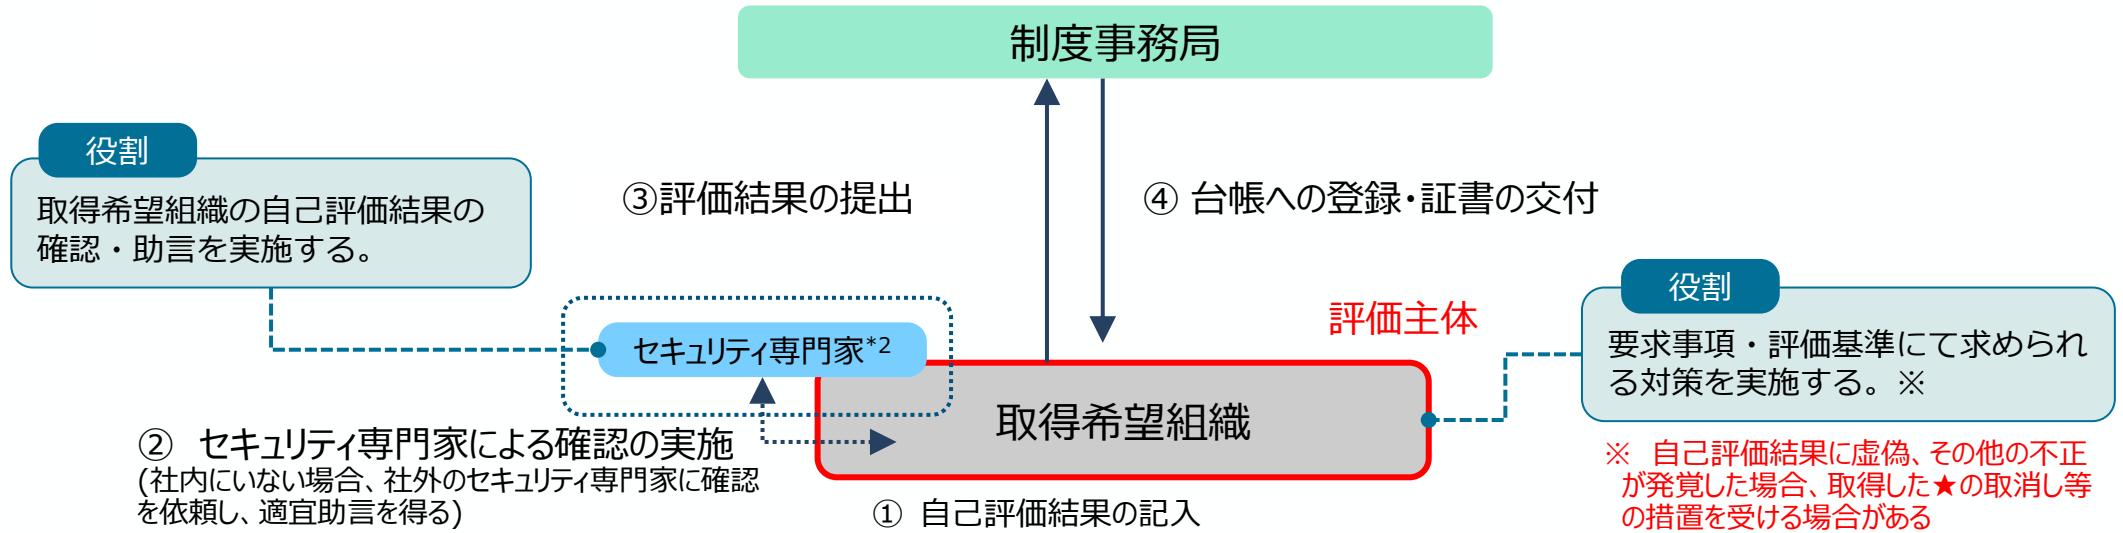 制度事務局
役割
取得希望組織の自己評価結果の
確認・助言を実施する。
③評価結果の提出
④ 台帳への登録・証書の交付
評価主体
役割
要求事項・評価基準にて求められ
る対策を実施する。※
セキュリティ専門家*2
取得希望組織
② セキュリティ専門家による確認の実施
(社内にいない場合、社外のセキュリティ専門家に確認
を依頼し、適宜助言を得る)
① 自己評価結果の記入
※ 自己評価結果に虚偽、その他の不正
が発覚した場合、取得した★の取消し等
の措置を受ける場合がある